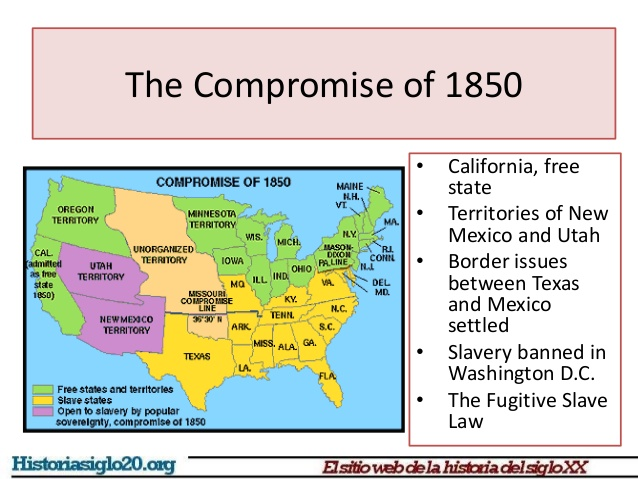 The Compromise of 1850
COMPROMISE OF 1850
OREGON
TERRITORY
CAL.
(admitted
as free
state
1850)
UTAH
TERRITORY
NEW MEXICO
TERRITORY
UNORGANIZED
TERRITORY
MINNESOTA
TERRITORY
MISSOURI
COMPROMISE
LINE
36°30' N
TEXAS
WIS.
IOWA
MICH.
ILL.
IND.
OHIO
MO.
ARK.
LA.
KY.
TENN.
MISS.
ALA.
GA.
FLA.
S.C.
N.C.
VA.
PA.
MASON-
DIXON
LINE
N.Y.
MAINE
N.H.
VT.
MA.
R.I.
CONN.
N.J.
DEL.
MD.
Free states and territories
Slave states
Open to slavery by popular
sovereignty, compromise of 1850
• California, free
state
• Territories of New
Mexico and Utah
• Border issues
between Texas
and Mexico
settled
• Slavery banned in
Washington D.C.
• The Fugitive Slave
Law
Historiasiglo20.org
El sitio web de la historia del siglo XX